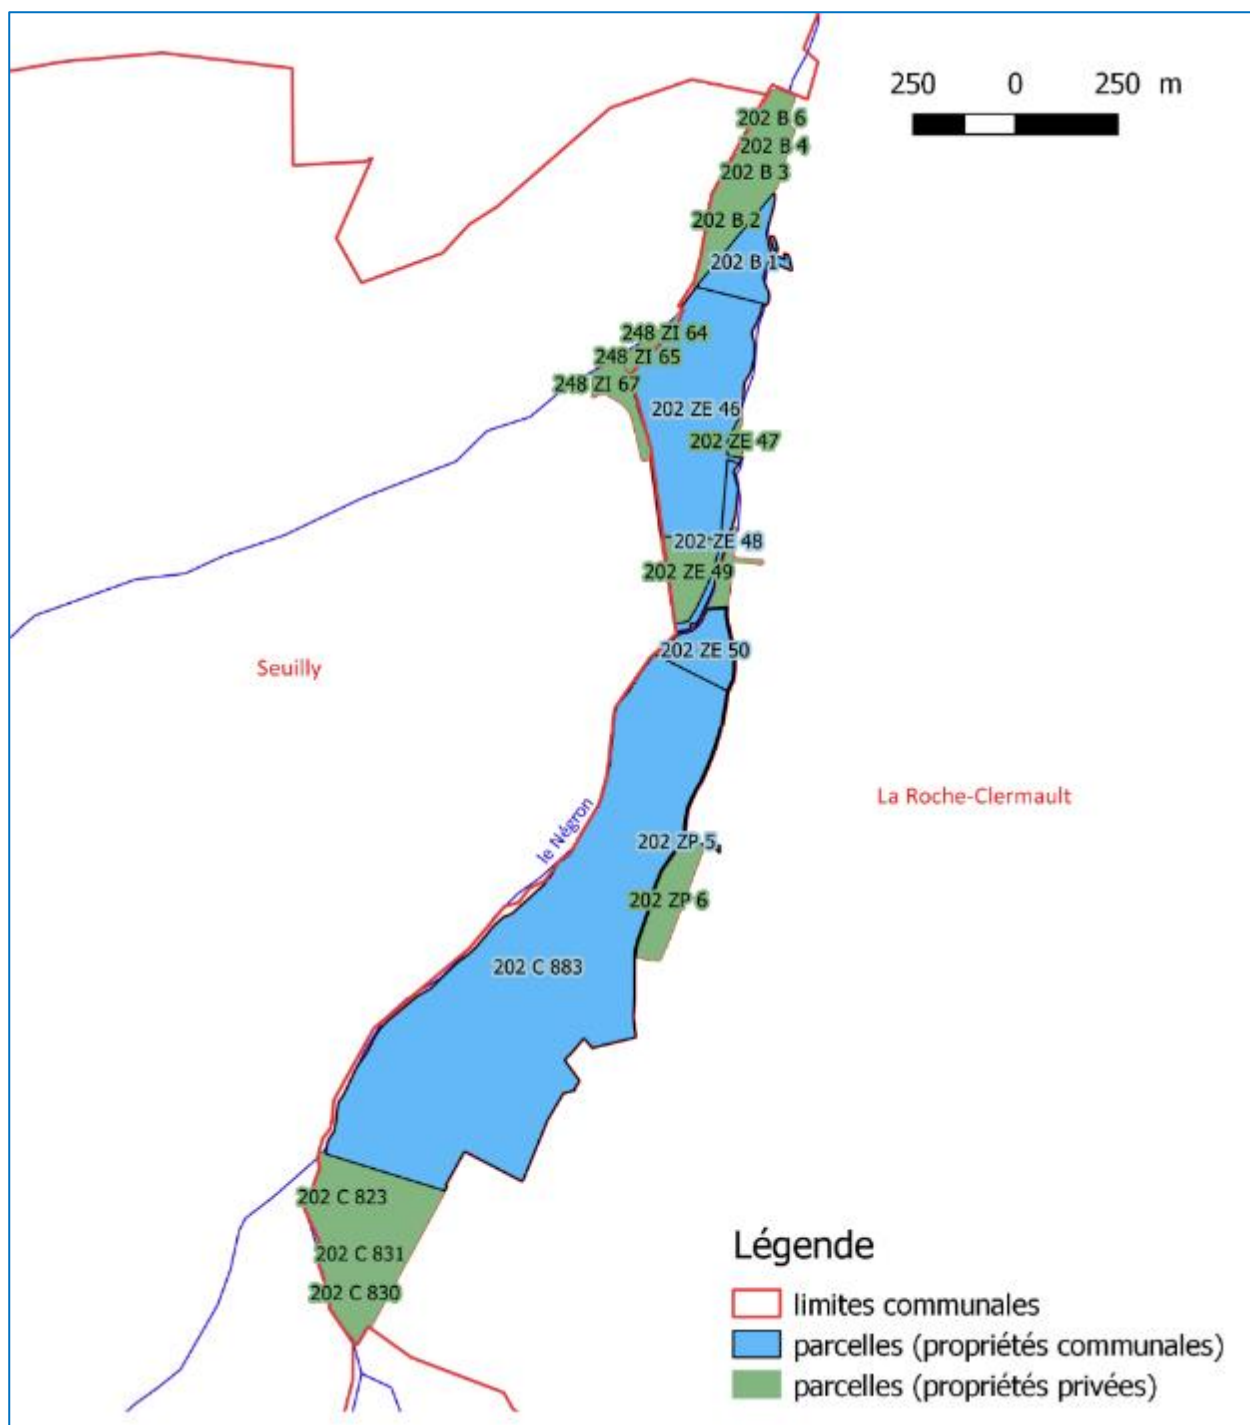 250 0 250 m
202 B 6
202 B 4
202 B 3
202 B 2
202 B 1
248 ZI 64
248 ZI 65
248 ZI 67
202 ZE 46
202 ZE 47
202 ZE 48
202 ZE 49
202 ZE 50
Seuilly
La Roche-Clermault
le Négron
202 ZP 5
202 ZP 6
202 C 883
202 C 823
202 C 831
202 C 830
Légende
limites communales
parcelles (propriétés communales)
parcelles (propriétés privées)